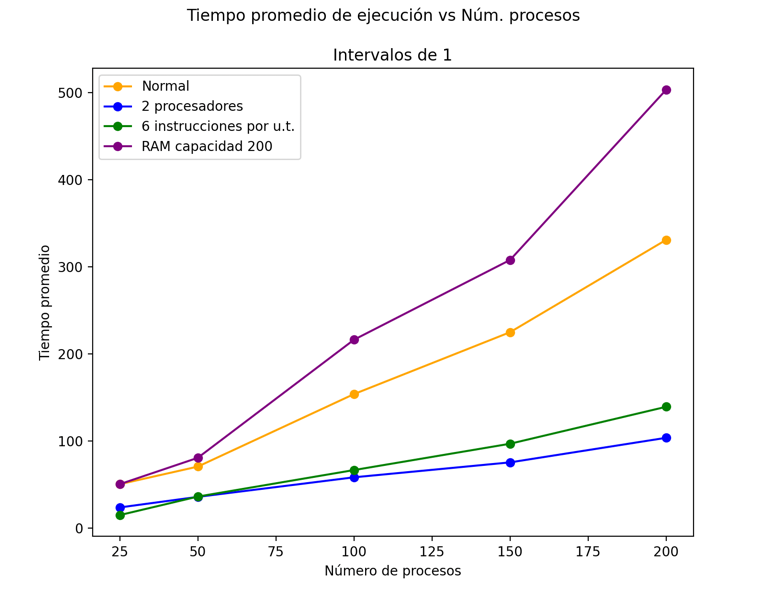 Tiempo promedio de ejecución vs Núm. procesos
Intervalos de 1
Normal
2 procesadores
6 instrucciones por u.t.
RAM capacidad 200
500
400
300
200
100
0
Tiempo promedio
25
50
75
100
125
150
175
200
Número de procesos